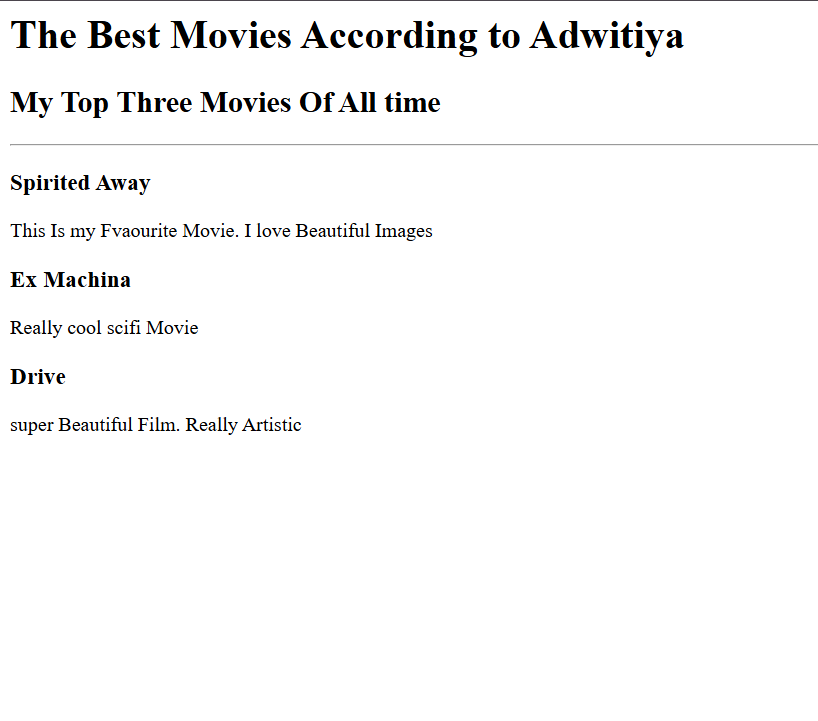 The Best Movies According to Adwitiya
My Top Three Movies Of All time
Spirited Away
This Is my Fvaourite Movie. I love Beautiful Images
Ex Machina
Really cool scifi Movie
Drive
super Beautiful Film. Really Artistic